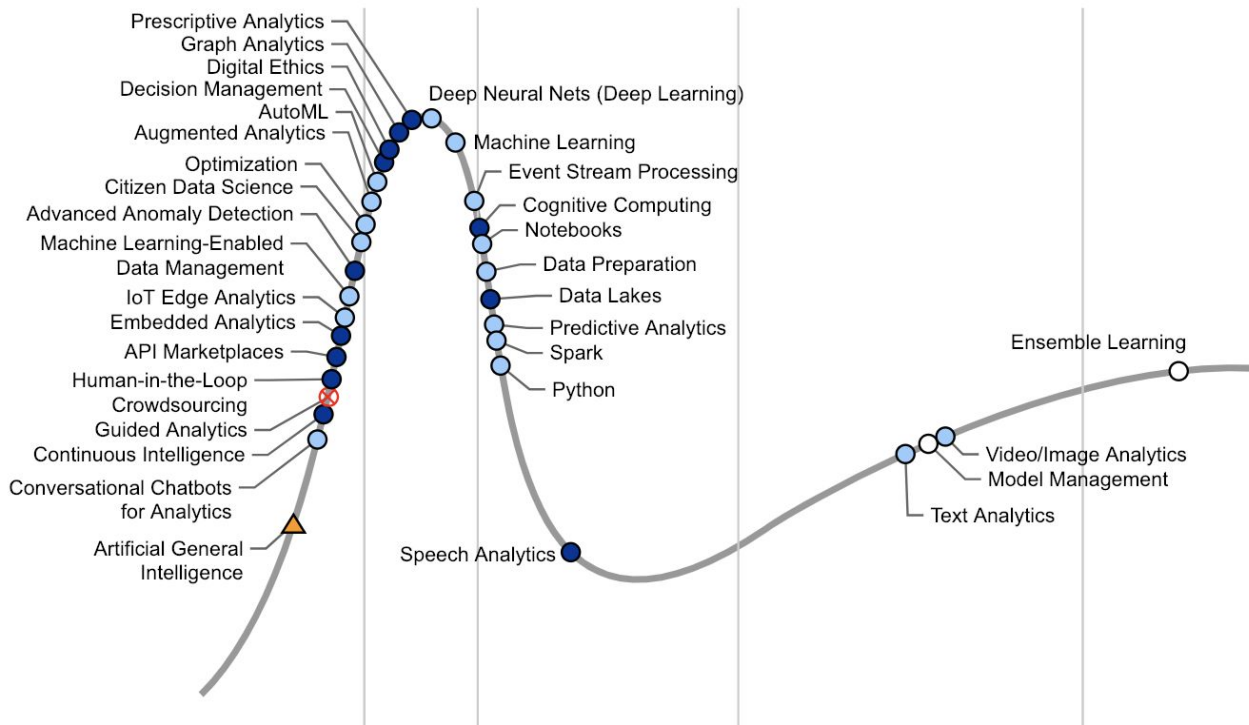 Prescriptive Analytics
Graph Analytics
Digital Ethics
Decision Management
AutoML
Augmented Analytics
Optimization
Citizen Data Science
Advanced Anomaly Detection
Machine Learning-Enabled
Data Management
IoT Edge Analytics
Embedded Analytics
API Marketplaces
Human-in-the-Loop
Crowdsourcing
Guided Analytics
Continuous Intelligence
Conversational Chatbots
for Analytics
Artificial General
Intelligence
Deep Neural Nets (Deep Learning)
Machine Learning
Event Stream Processing
Cognitive Computing
Notebooks
Data Preparation
Data Lakes
Predictive Analytics
Spark
Python
Speech Analytics
Ensemble Learning
Video/Image Analytics
Model Management
Text Analytics